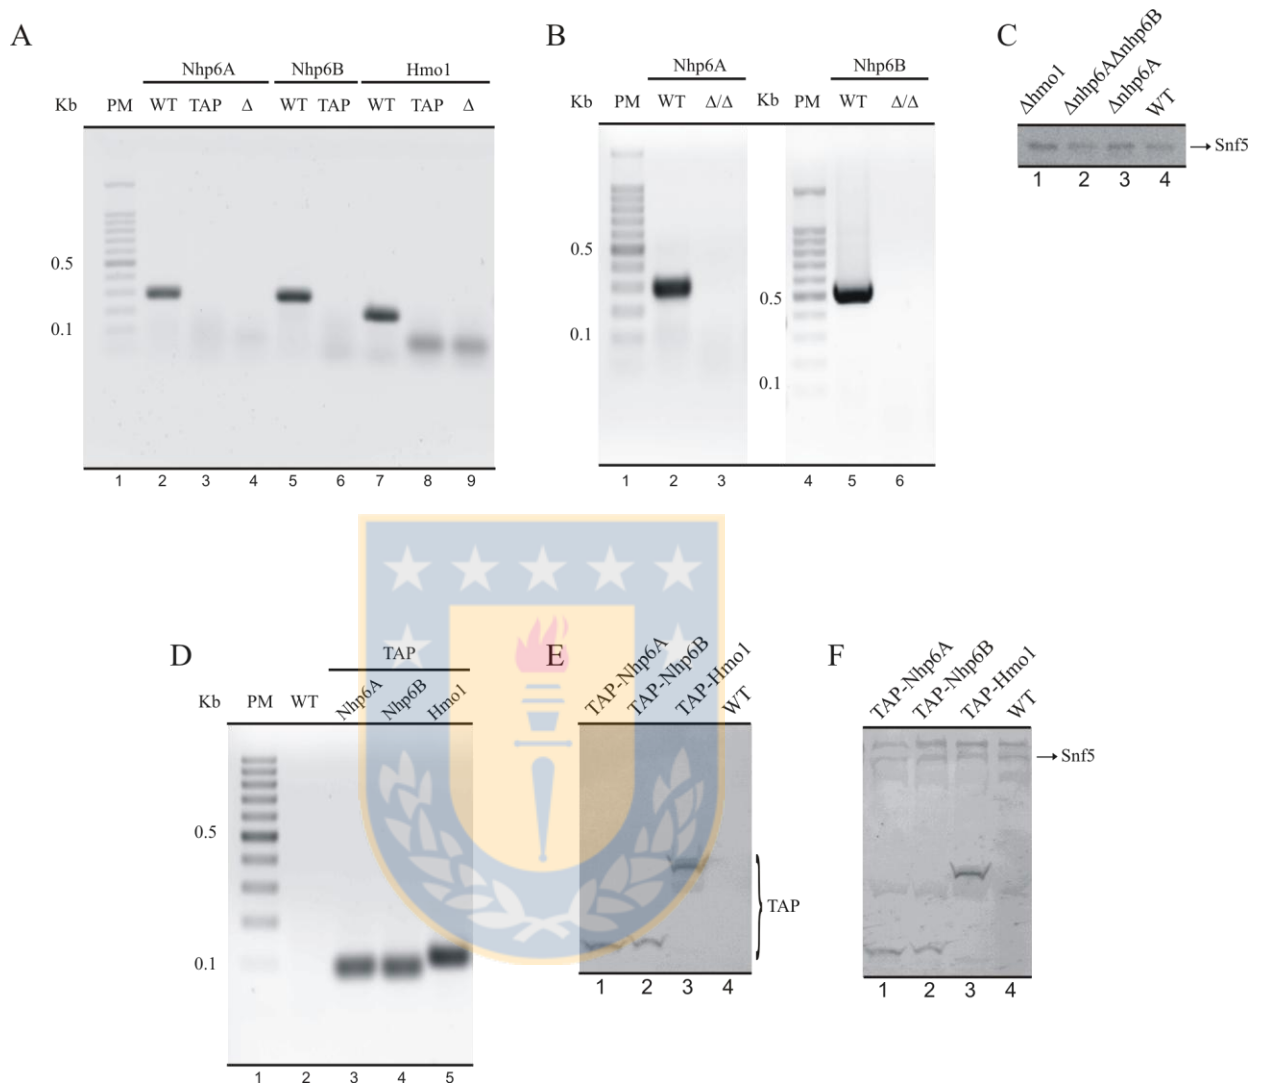 A
Nhp6A Nhp6B Hmo1
Kb PM WT TAP Δ WT TAP WT TAP Δ
0.5
0.1
1 2 3 4 5 6 7 8 9
B
Nhp6A Nhp6B
Kb PM WT Δ/Δ Kb PM WT Δ/Δ
0.5
0.1
0.5
0.1
1 2 3 4 5 6
C
Δhmo1 Δnhp6AΔnhp6B Δnhp6A WT
→ Snf5
1 2 3 4
D
TAP
Kb PM WT Nhp6A Nhp6B Hmo1
0.5
0.1
1 2 3 4 5
E
TAP-Nhp6A TAP-Nhp6B TAP-Hmo1 WT
TAP
1 2 3 4
F
TAP-Nhp6A TAP-Nhp6B TAP-Hmo1 WT
→ Snf5
1 2 3 4